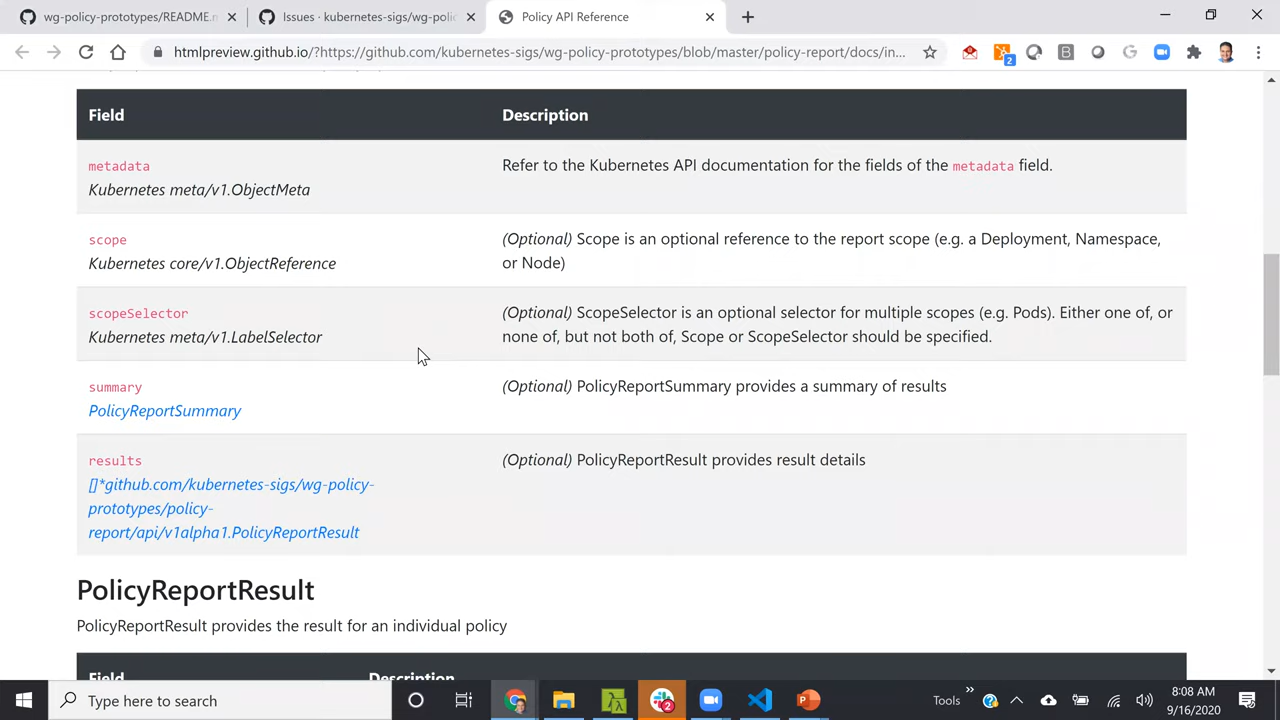 wg-policy-prototypes/README.m
Issues · kubernetes-sigs/wg-polic
Policy API Reference
htmlpreview.github.io/?https://github.com/kubernetes-sigs/wg-policy-prototypes/blob/master/policy-report/docs/in...
2
Field Description
metadata Refer to the Kubernetes API documentation for the fields of the metadata field.
Kubernetes meta/v1.ObjectMeta
scope (Optional) Scope is an optional reference to the report scope (e.g. a Deployment, Namespace,
Kubernetes core/v1.ObjectReference or Node)
scopeSelector (Optional) ScopeSelector is an optional selector for multiple scopes (e.g. Pods). Either one of, or
Kubernetes meta/v1.LabelSelector none of, but not both of, Scope or ScopeSelector should be specified.
summary (Optional) PolicyReportSummary provides a summary of results
PolicyReportSummary
results (Optional) PolicyReportResult provides result details
[]*github.com/kubernetes-sigs/wg-policy-
prototypes/policy-
report/api/v1alpha1.PolicyReportResult
PolicyReportResult
PolicyReportResult provides the result for an individual policy
Field Description
Type here to search
2
Tools
8:08 AM
9/16/2020